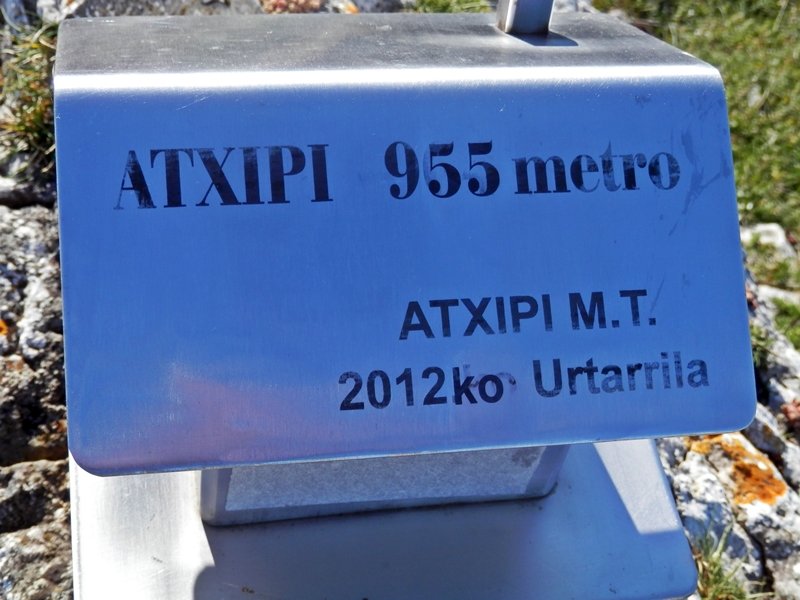 ATXIPI 955 metro
ATXIPI M.T.
2012ko Urtarrila